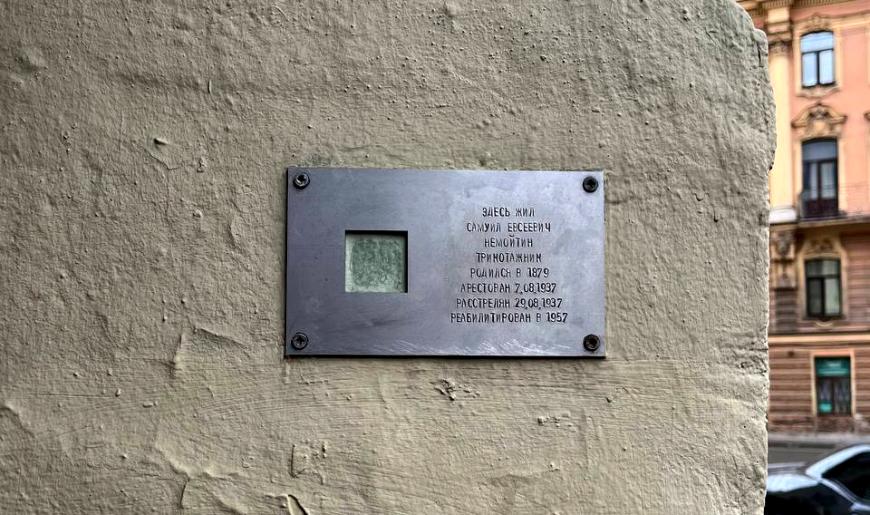 ЗДЕСЬ ЖИЛ
САМУИЛ ЕВСЕЕВИЧ
НЕМОЙТИН
ТРИКОТАЖНИК
РОДИЛСЯ В 1879
АРЕСТОВАН 7.08.1937
РАССТРЕЛЯН 29.08.1937
РЕАБИЛИТИРОВАН В 1957